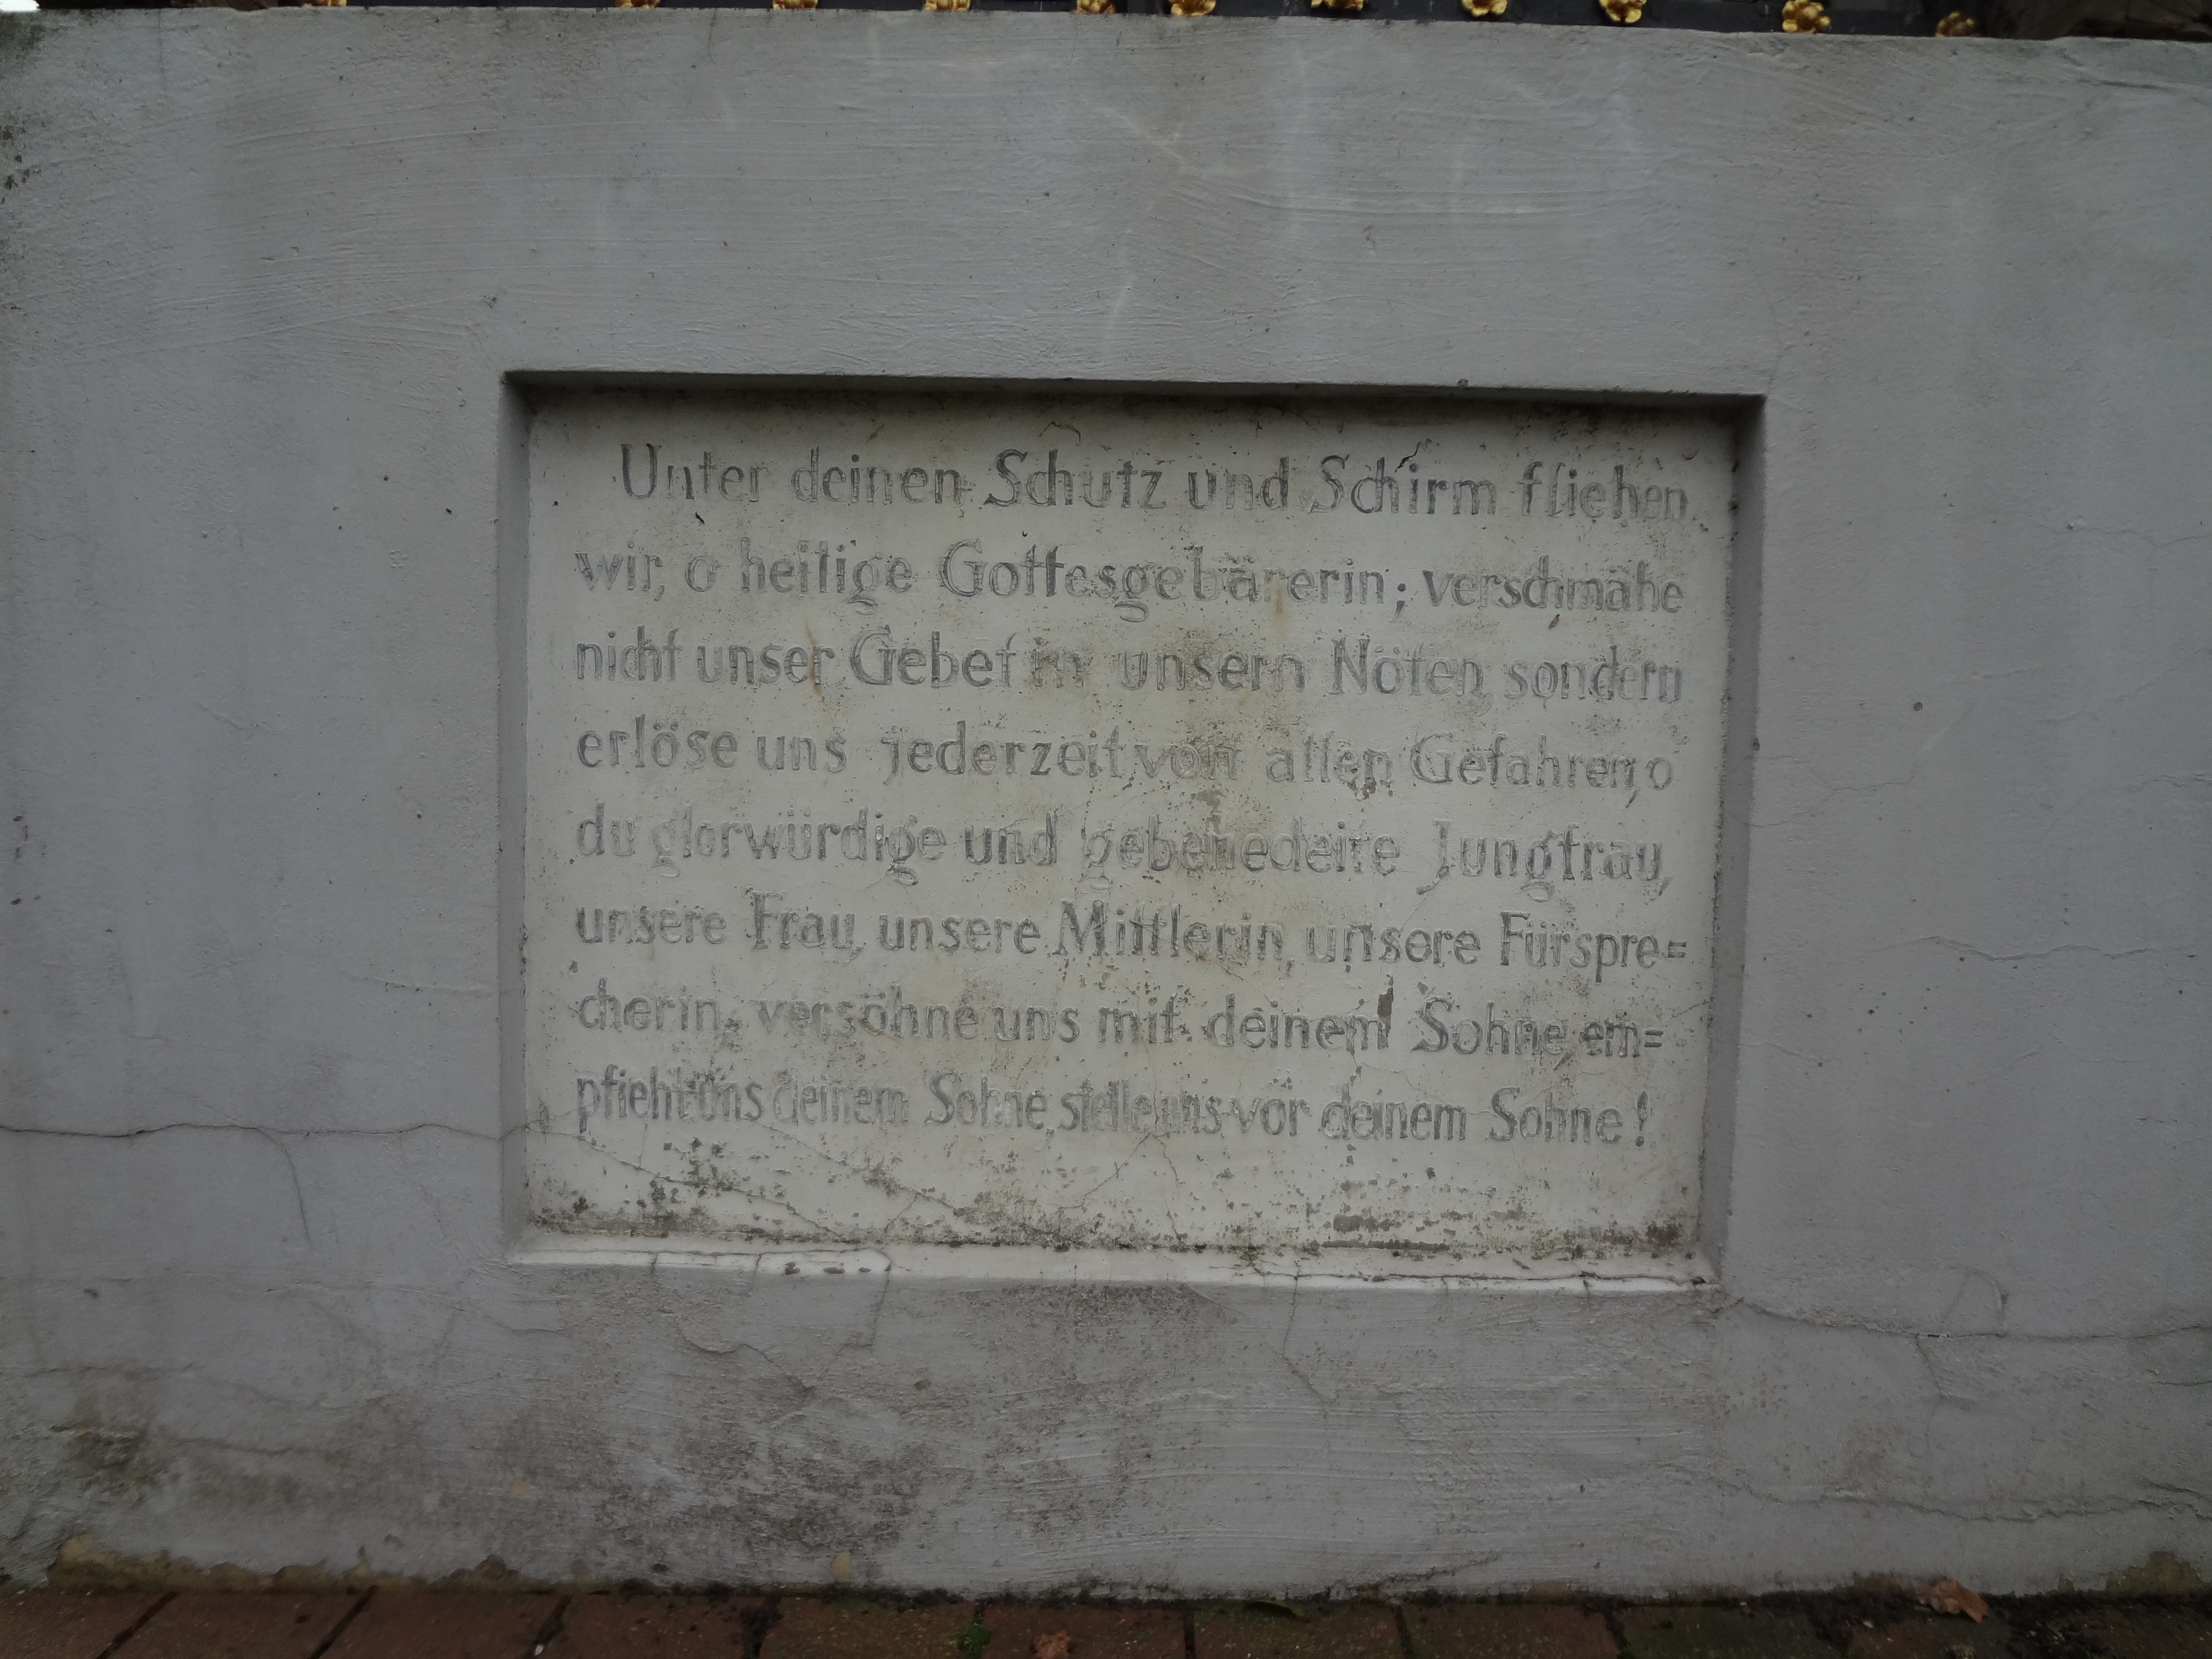 Unter deinen Schutz und Schirm fliehen
wir, o heilige Gottesgebärerin; verschmähe
nicht unser Gebet in unsern Nöten, sondern
erlöse uns jederzeit von allen Gefahren, o
du glorwürdige und gebenedeite Jungfrau,
unsere Frau, unsere Mittlerin, unsere Fürspre=
cherin, versöhne uns mit deinem Sohne, em=
pfiehl uns deinem Sohne, stelle uns vor deinem Sohne!